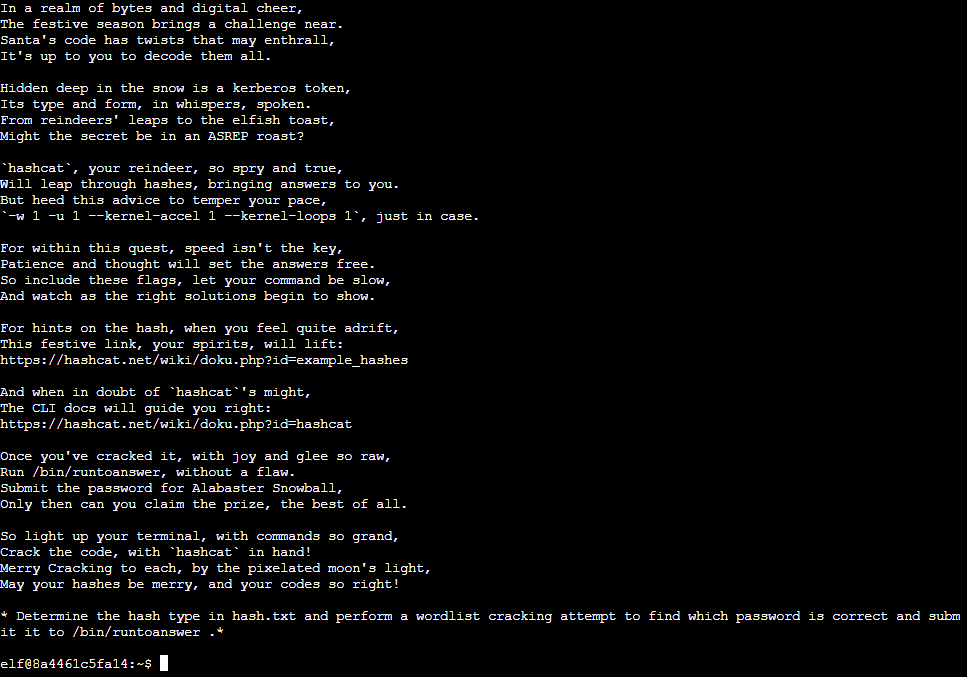 In a realm of bytes and digital cheer,
The festive season brings a challenge near.
Santa's code has twists that may enthrall,
It's up to you to decode them all.

Hidden deep in the snow is a kerberos token,
Its type and form, in whispers, spoken.
From reindeers' leaps to the elfish toast,
Might the secret be in an ASREP roast?

`hashcat`, your reindeer, so spry and true,
Will leap through hashes, bringing answers to you.
But heed this advice to temper your pace,
`-w 1 -u 1 --kernel-accel 1 --kernel-loops 1`, just in case.

For within this quest, speed isn't the key,
Patience and thought will set the answers free.
So include these flags, let your command be slow,
And watch as the right solutions begin to show.

For hints on the hash, when you feel quite adrift,
This festive link, your spirits, will lift:
https://hashcat.net/wiki/doku.php?id=example_hashes

And when in doubt of `hashcat`'s might,
The CLI docs will guide you right:
https://hashcat.net/wiki/doku.php?id=hashcat

Once you've cracked it, with joy and glee so raw,
Run /bin/runtoanswer, without a flaw.
Submit the password for Alabaster Snowball,
Only then can you claim the prize, the best of all.

So light up your terminal, with commands so grand,
Crack the code, with `hashcat` in hand!
Merry Cracking to each, by the pixelated moon's light,
May your hashes be merry, and your codes so right!

* Determine the hash type in hash.txt and perform a wordlist cracking attempt to find which password is correct and subm
it it to /bin/runtoanswer .*

elf@8a4461c5fa14:~$